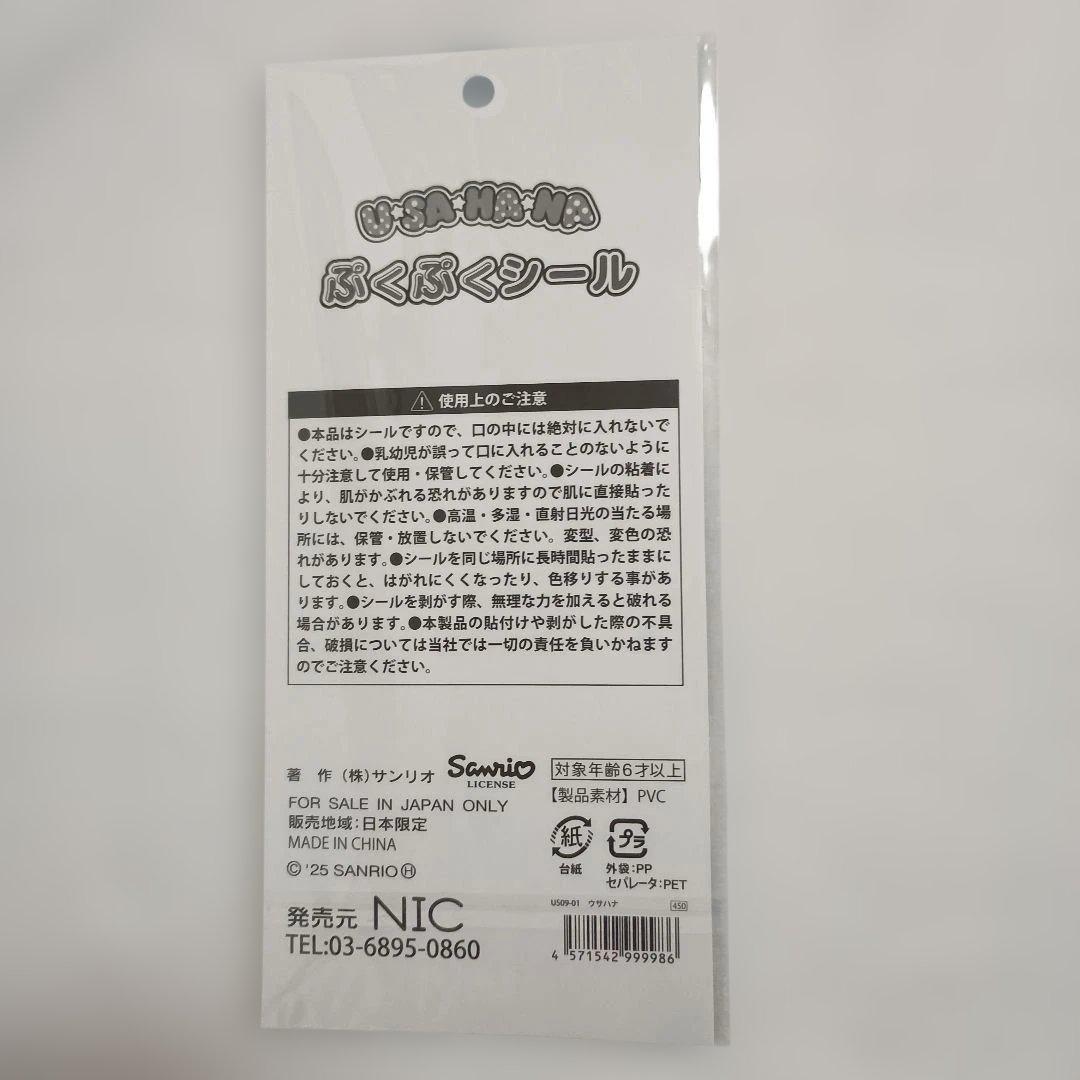 U★SA★HA★NA
ぷくぷくシール
⚠ 使用上のご注意
●本品はシールですので、口の中には絶対に入れないで
ください。●乳幼児が誤って口に入れることのないように
十分注意して使用・保管してください。●シールの粘着に
より、肌がかぶれる恐れがありますので肌に直接貼った
りしないでください。●高温・多湿・直射日光の当たる場
所には、保管・放置しないでください。変型、変色の恐
れがあります。●シールを同じ場所に長時間貼ったままに
しておくと、はがれにくくなったり、色移りする事があ
ります。●シールを剥がす際、無理な力を加えると破れる
場合があります。●本製品の貼付けや剥がした際の不具
合、破損については当社では一切の責任を負いかねます
のでご注意ください。
著 作 (株)サンリオ
Sanrio
LICENSE
FOR SALE IN JAPAN ONLY
販売地域:日本限定
MADE IN CHINA
© '25 SANRIO Ⓗ
対象年齢6才以上
【製品素材】PVC
紙
台紙
プラ
外袋:PP
セパレータ:PET
発売元 NIC
TEL:03-6895-0860
US09-01 ウサハナ 450
4 571542 999986